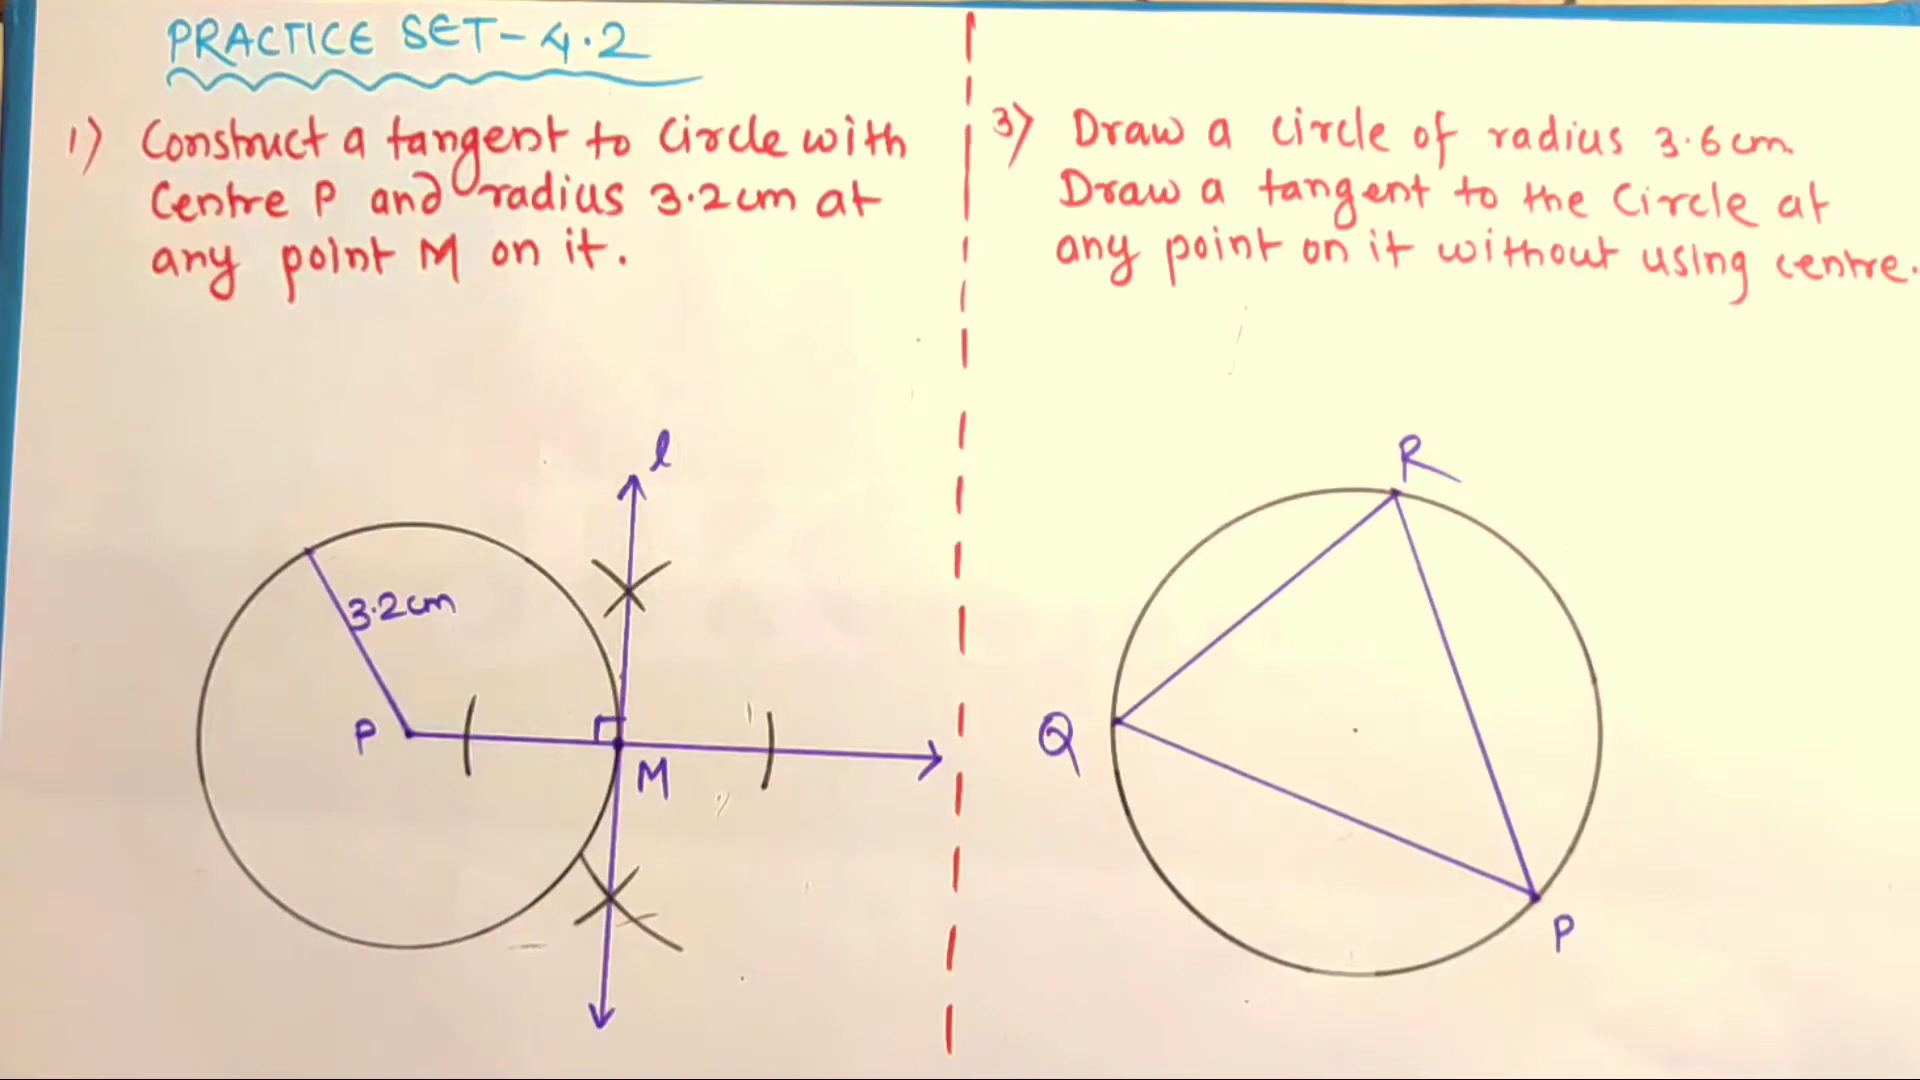 PRACTICE SET-4.2
1) Construct a tangent to Circle with
Centre P and radius 3.2cm at
any point M on it.
l
3.2cm
P
M
3) Draw a circle of radius 3.6cm.
Draw a tangent to the Circle at
any point on it without using centre.
R
Q
P